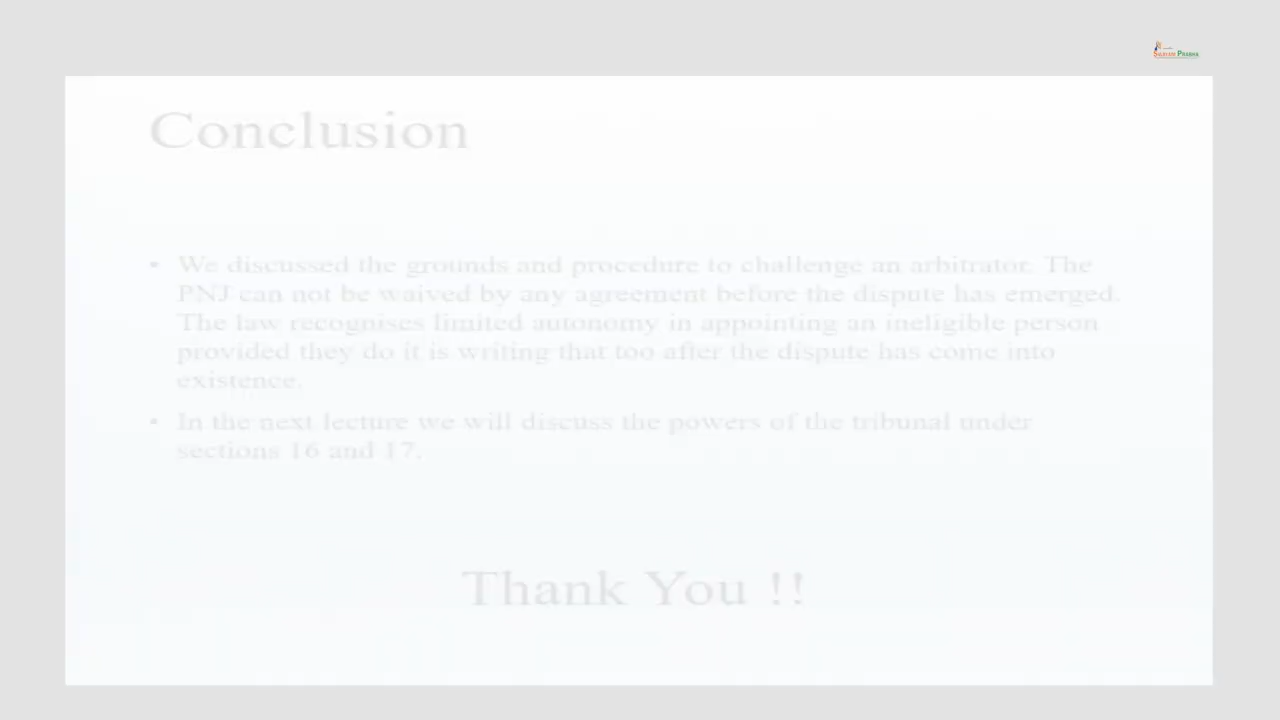 Swayam Prabha
Conclusion
• We discussed the grounds and procedure to challenge an arbitrator. The
PNJ can not be waived by any agreement before the dispute has emerged.
The law recognises limited autonomy in appointing an ineligible person
provided they do it is writing that too after the dispute has come into
existence.
• In the next lecture we will discuss the powers of the tribunal under
sections 16 and 17.
Thank You !!